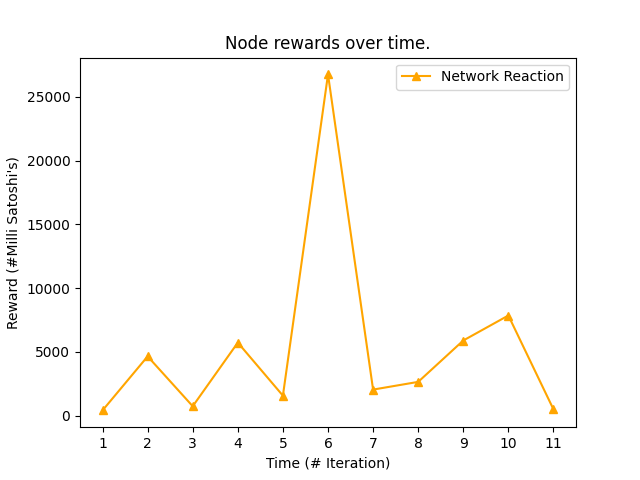 Node rewards over time.
Network Reaction
Reward (#Milli Satoshi's)
25000
20000
15000
10000
5000
0
1 2 3 4 5 6 7 8 9 10 11
Time (# Iteration)